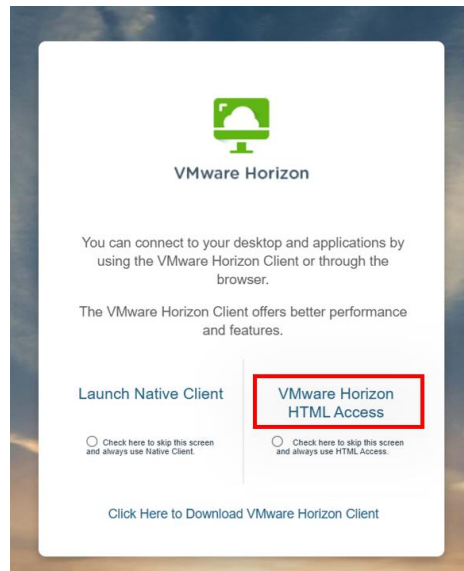 VMware Horizon
You can connect to your desktop and applications by
using the VMware Horizon Client or through the
browser.
The VMware Horizon Client offers better performance
and features.
Launch Native Client
Check here to skip this screen
and always use Native Client.
VMware Horizon
HTML Access
Check here to skip this screen
and always use HTML Access.
Click Here to Download VMware Horizon Client